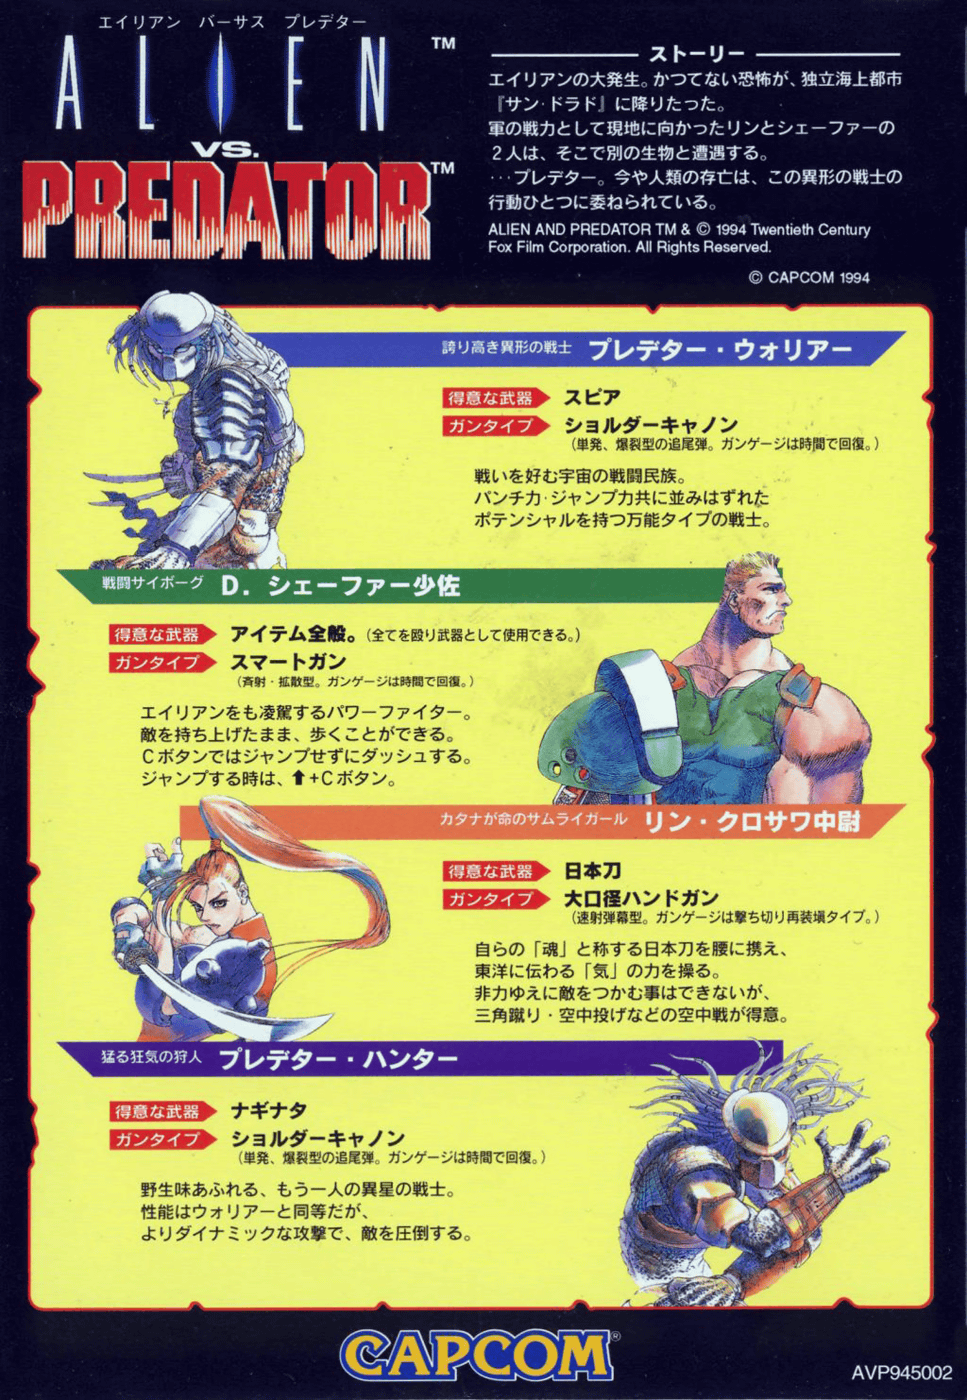 エイリアン バーサス プレデター
ALIEN™
VS.
PREDATOR™
ストーリー
エイリアンの大発生。かつてない恐怖が、独立海上都市
『サン・ドラド』に降りたった。
軍の戦力として現地に向かったリンとシェーファーの
２人は、そこで別の生物と遭遇する。
…プレデター。今や人類の存亡は、この異形の戦士の
行動ひとつに委ねられている。
ALIEN AND PREDATOR TM & © 1994 Twentieth Century
Fox Film Corporation. All Rights Reserved.
© CAPCOM 1994
誇り高き異形の戦士 プレデター・ウォリアー
得意な武器 スピア
ガンタイプ ショルダーキャノン
（単発、爆裂型の追尾弾。ガンゲージは時間で回復。）
戦いを好む宇宙の戦闘民族。
パンチ力・ジャンプ力共に並みはずれた
ポテンシャルを持つ万能タイプの戦士。
戦闘サイボーグ D．シェーファー少佐
得意な武器 アイテム全般。（全てを殴り武器として使用できる。）
ガンタイプ スマートガン
（斉射・拡散型。ガンゲージは時間で回復。）
エイリアンをも凌駕するパワーファイター。
敵を持ち上げたまま、歩くことができる。
Ｃボタンではジャンプせずにダッシュする。
ジャンプする時は、⬆+Ｃボタン。
カタナが命のサムライガール リン・クロサワ中尉
得意な武器 日本刀
ガンタイプ 大口径ハンドガン
（速射弾幕型。ガンゲージは撃ち切り再装塡タイプ。）
自らの「魂」と称する日本刀を腰に携え、
東洋に伝わる「気」の力を操る。
非力ゆえに敵をつかむ事はできないが、
三角蹴り・空中投げなどの空中戦が得意。
猛る狂気の狩人 プレデター・ハンター
得意な武器 ナギナタ
ガンタイプ ショルダーキャノン
（単発、爆裂型の追尾弾。ガンゲージは時間で回復。）
野生味あふれる、もう一人の異星の戦士。
性能はウォリアーと同等だが、
よりダイナミックな攻撃で、敵を圧倒する。
CAPCOM®
AVP945002